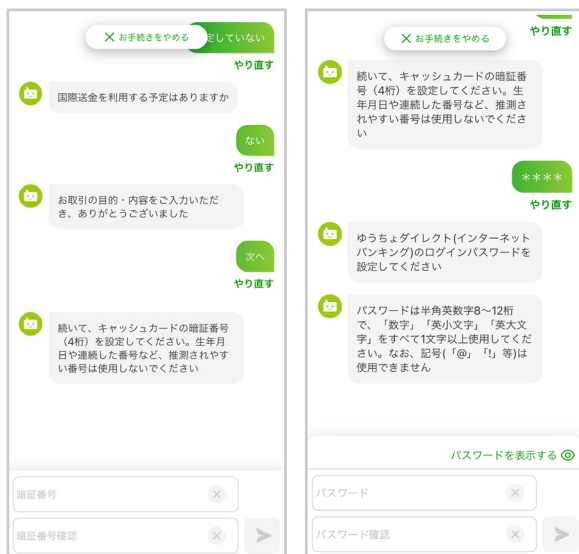 お手続きをやめる
定していない
やり直す
国際送金を利用する予定はありますか
ない
やり直す
お取引の目的・内容をご入力いただ
き、ありがとうございました
次へ
やり直す
続いて、キャッシュカードの暗証番号
（4桁）を設定してください。生年月
日や連続した番号など、推測されやす
い番号は使用しないでください
暗証番号
暗証番号確認
やり直す
お手続きをやめる
続いて、キャッシュカードの暗証番
号（4桁）を設定してください。生
年月日や連続した番号など、推測さ
れやすい番号は使用しないでくださ
い
****
やり直す
ゆうちょダイレクト(インターネット
バンキング)のログインパスワードを
設定してください
パスワードは半角英数字8〜12桁
で、「数字」「英小文字」「英大文
字」をすべて1文字以上使用してくだ
さい。なお、記号(「@」「!」等)は
使用できません
パスワードを表示する
パスワード
パスワード確認